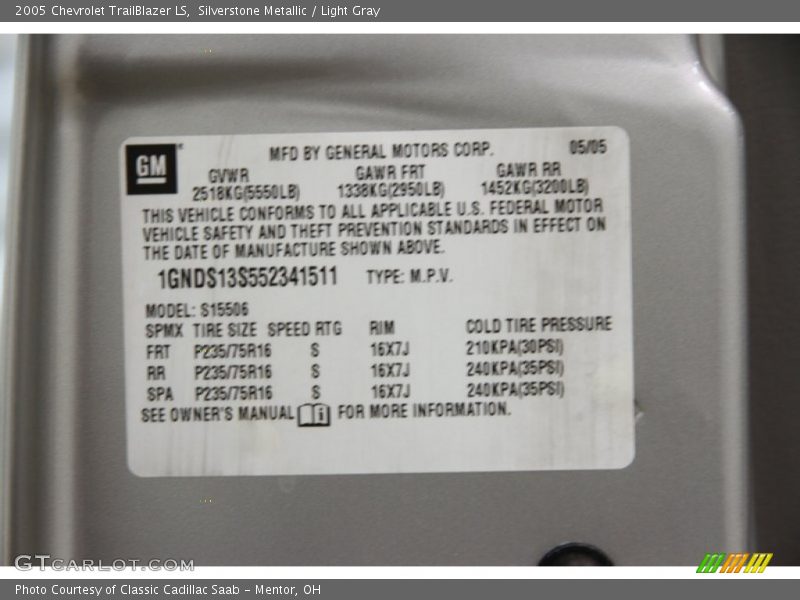 2005 Chevrolet TrailBlazer LS, Silverstone Metallic / Light Gray
GM
MFD BY GENERAL MOTORS CORP. 05/05
GVWR GAWR FRT GAWR RR
2518KG(5550LB) 1338KG(2950LB) 1452KG(3200LB)
THIS VEHICLE CONFORMS TO ALL APPLICABLE U.S. FEDERAL MOTOR
VEHICLE SAFETY AND THEFT PREVENTION STANDARDS IN EFFECT ON
THE DATE OF MANUFACTURE SHOWN ABOVE.
1GNDS13S552341511 TYPE: M.P.V.
MODEL: S15506
SPMX TIRE SIZE SPEED RTG RIM COLD TIRE PRESSURE
FRT P235/75R16 S 16X7J 210KPA(30PSI)
RR P235/75R16 S 16X7J 240KPA(35PSI)
SPA P235/75R16 S 16X7J 240KPA(35PSI)
SEE OWNER'S MANUAL FOR MORE INFORMATION.
GTCARLOT.COM
Photo Courtesy of Classic Cadillac Saab - Mentor, OH